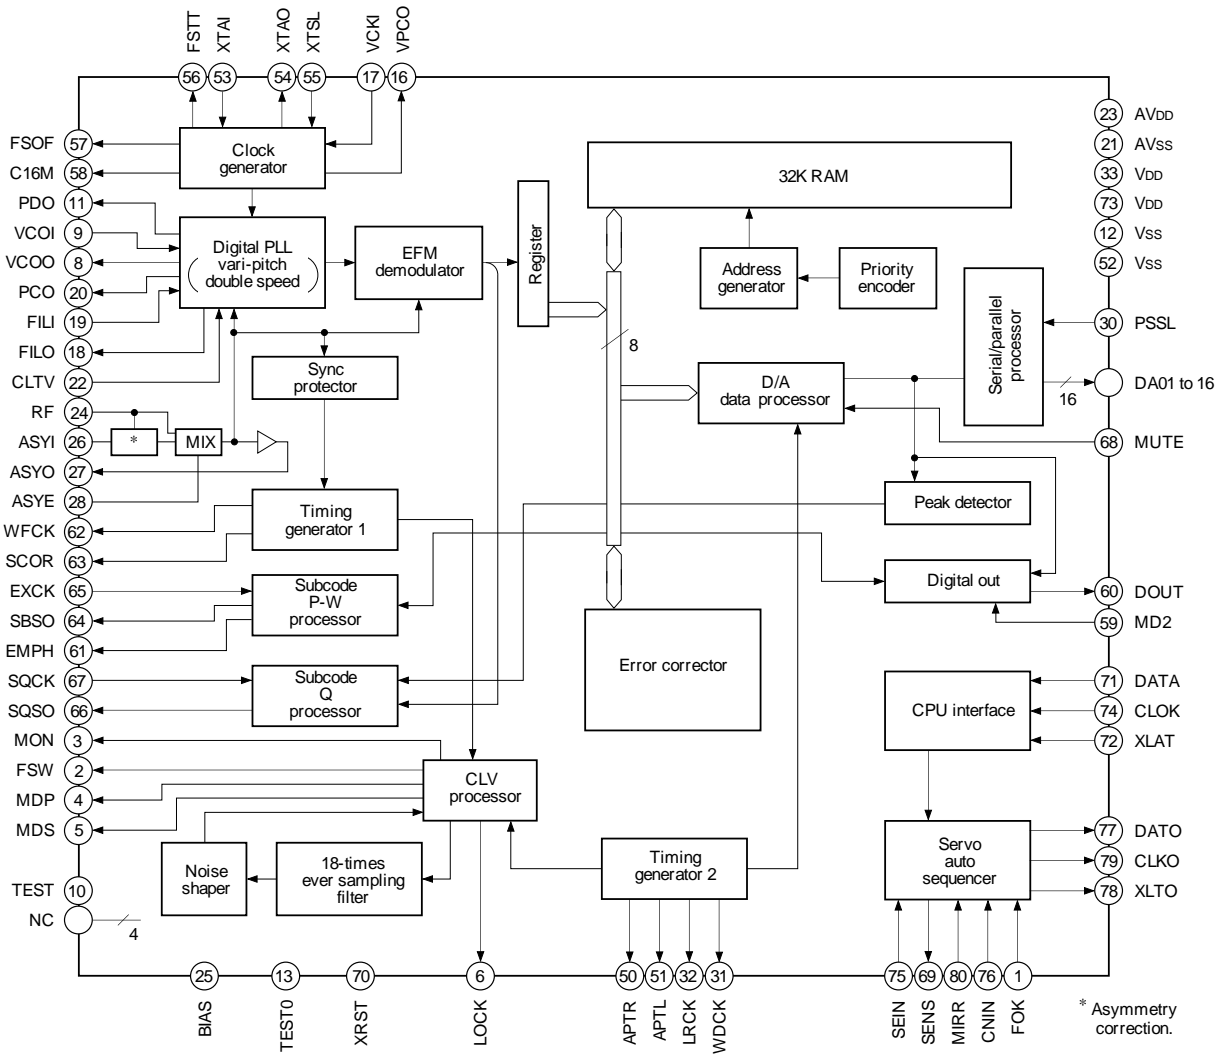 FSTT
XTAI
XTAO
XTSL
VCKI
VPCO
56
53
54
55
17
16
FSOF 57
C16M 58
PDO 11
VCOI 9
VCOO 8
PCO 20
FILI 19
FILO 18
CLTV 22
RF 24
ASYI 26
ASYO 27
ASYE 28
WFCK 62
SCOR 63
EXCK 65
SBSO 64
EMPH 61
SQCK 67
SQSO 66
MON 3
FSW 2
MDP 4
MDS 5
TEST 10
NC
4
Clock
generator
Digital PLL
vari-pitch
double speed
EFM
demodulator
Register
Sync
protector
*
MIX
Timing
generator 1
Subcode
P-W
processor
Subcode
Q
processor
CLV
processor
Noise
shaper
18-times
ever sampling
filter
32K RAM
Address
generator
Priority
encoder
8
D/A
data processor
Serial/parallel
processor
16
Peak detector
Digital out
Error corrector
CPU interface
Timing
generator 2
Servo
auto
sequencer
23 AVDD
21 AVSS
33 VDD
73 VDD
12 VSS
52 VSS
30 PSSL
DA01 to 16
68 MUTE
60 DOUT
59 MD2
71 DATA
74 CLOK
72 XLAT
77 DATO
79 CLKO
78 XLTO
25
13
70
6
50
51
32
31
75
69
80
76
1
BIAS
TEST0
XRST
LOCK
APTR
APTL
LRCK
WDCK
SEIN
SENS
MIRR
CNIN
FOK
* Asymmetry
correction.